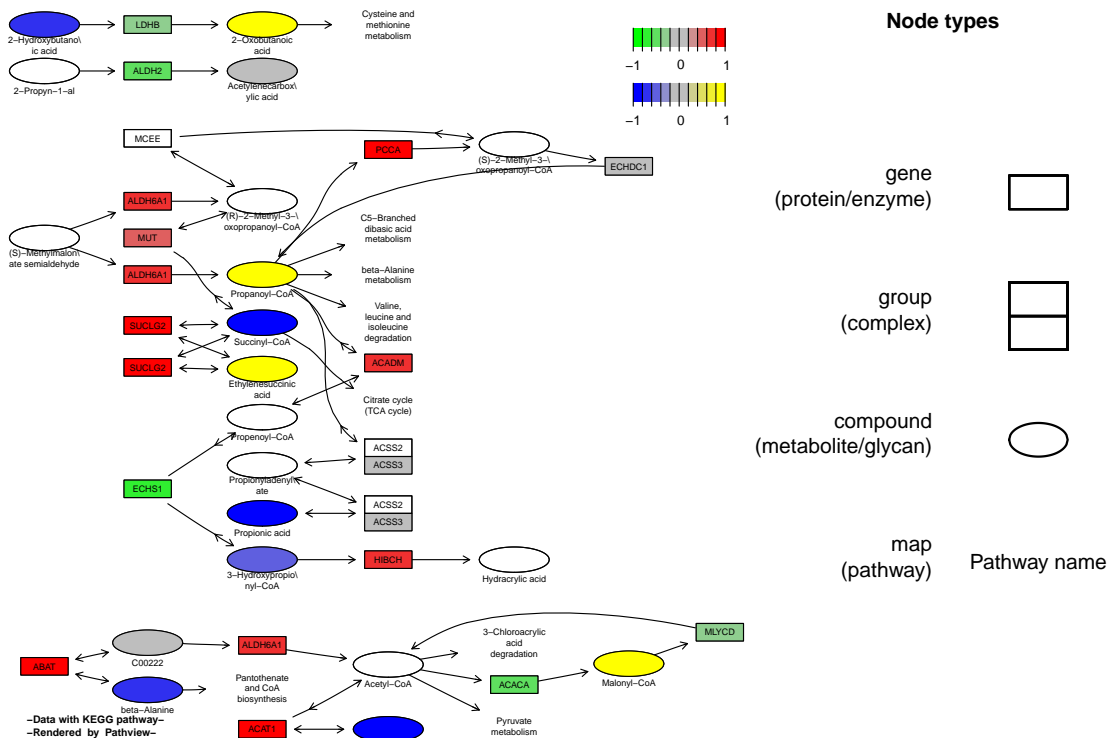 2−Hydroxybutano\
ic acid
LDHB
2−Oxobutanoic
acid
Cysteine and
methionine
metabolism
2−Propyn−1−al
ALDH2
Acetylenecarbox\
ylic acid
−1 0 1
−1 0 1
Node types
MCEE
PCCA
(S)−2−Methyl−3−\
oxopropanoyl−CoA
ECHDC1
ALDH6A1
(R)−2−Methyl−3−\
oxopropanoyl−CoA
MUT
(S)−Methylmalon\
ate semialdehyde
ALDH6A1
Propanoyl−CoA
C5−Branched
dibasic acid
metabolism
beta−Alanine
metabolism
Valine,
leucine and
isoleucine
degradation
SUCLG2
Succinyl−CoA
SUCLG2
Ethylenesuccinic
acid
ACADM
Citrate cycle
(TCA cycle)
Propenoyl−CoA
ACSS2
ACSS3
Propionyladenyl\
ate
ECHS1
ACSS2
ACSS3
Propionic acid
3−Hydroxypropio\
nyl−CoA
HIBCH
Hydracrylic acid
gene
(protein/enzyme)
group
(complex)
compound
(metabolite/glycan)
map
(pathway)
Pathway name
ABAT
C00222
ALDH6A1
beta−Alanine
Pantothenate
and CoA
biosynthesis
Acetyl−CoA
3−Chloroacrylic
acid
degradation
ACACA
Malonyl−CoA
MLYCD
ACAT1
Pyruvate
metabolism
−Data with KEGG pathway−
−Rendered by Pathview−